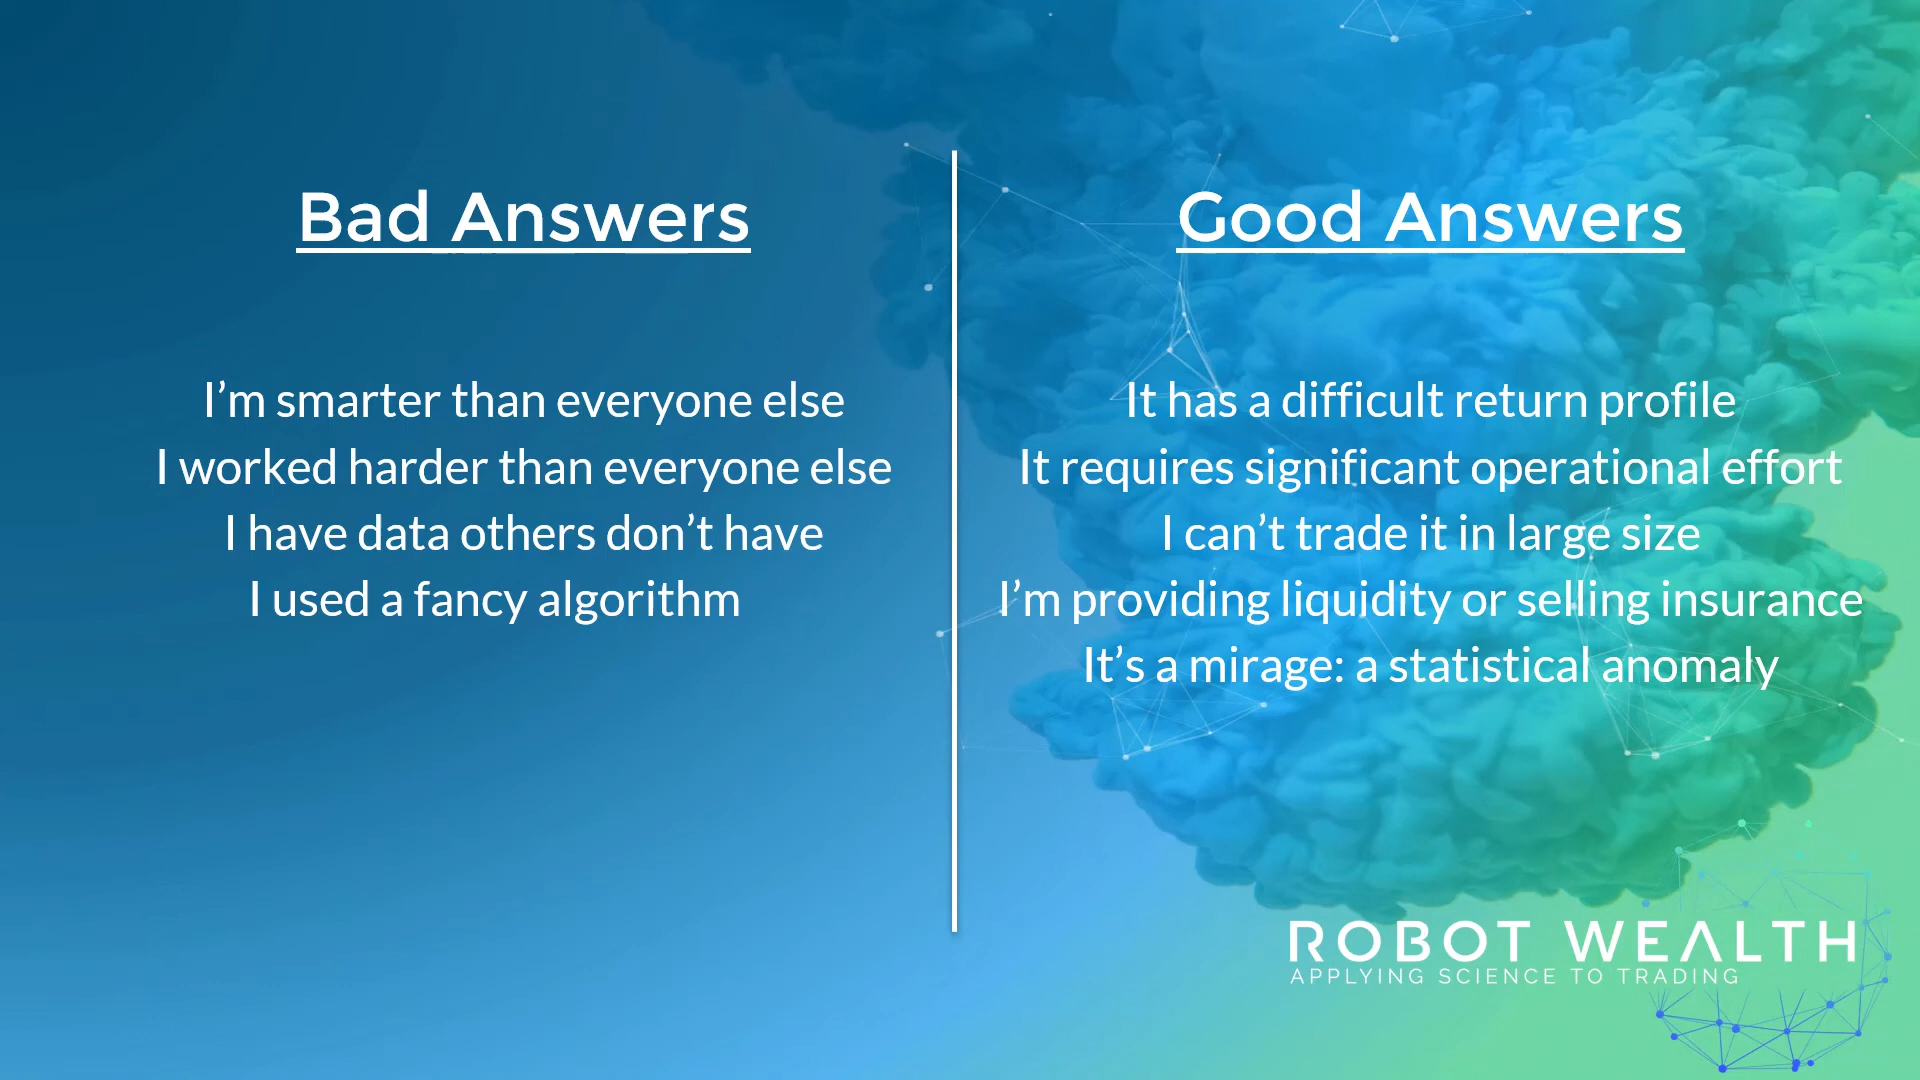 Bad Answers
I’m smarter than everyone else
I worked harder than everyone else
I have data others don’t have
I used a fancy algorithm
Good Answers
It has a difficult return profile
It requires significant operational effort
I can’t trade it in large size
I’m providing liquidity or selling insurance
It’s a mirage: a statistical anomaly
ROBOT WEALTH
APPLYING SCIENCE TO TRADING